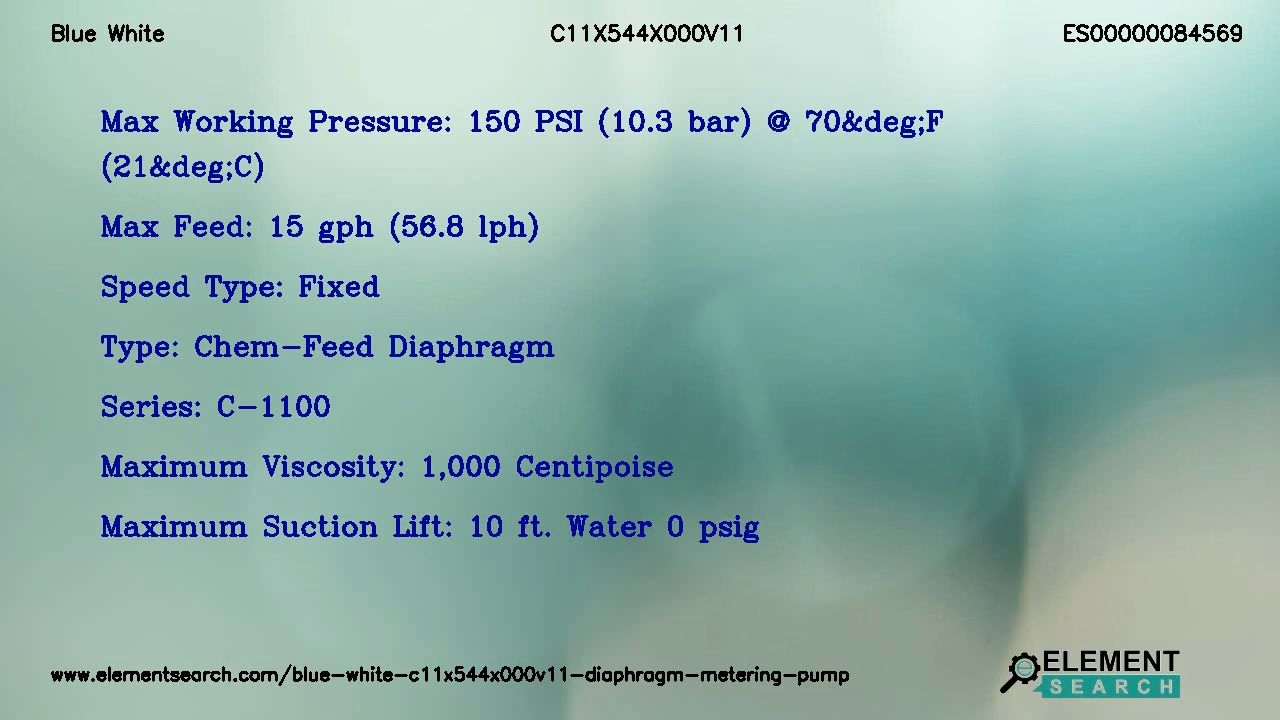 Blue White
C11X544X000V11
ES00000084569
Max Working Pressure: 150 PSI (10.3 bar) @ 70&deg;F
(21&deg;C)
Max Feed: 15 gph (56.8 lph)
Speed Type: Fixed
Type: Chem-Feed Diaphragm
Series: C-1100
Maximum Viscosity: 1,000 Centipoise
Maximum Suction Lift: 10 ft. Water 0 psig
www.elementsearch.com/blue-white-c11x544x000v11-diaphragm-metering-pump
ELEMENT
SEARCH